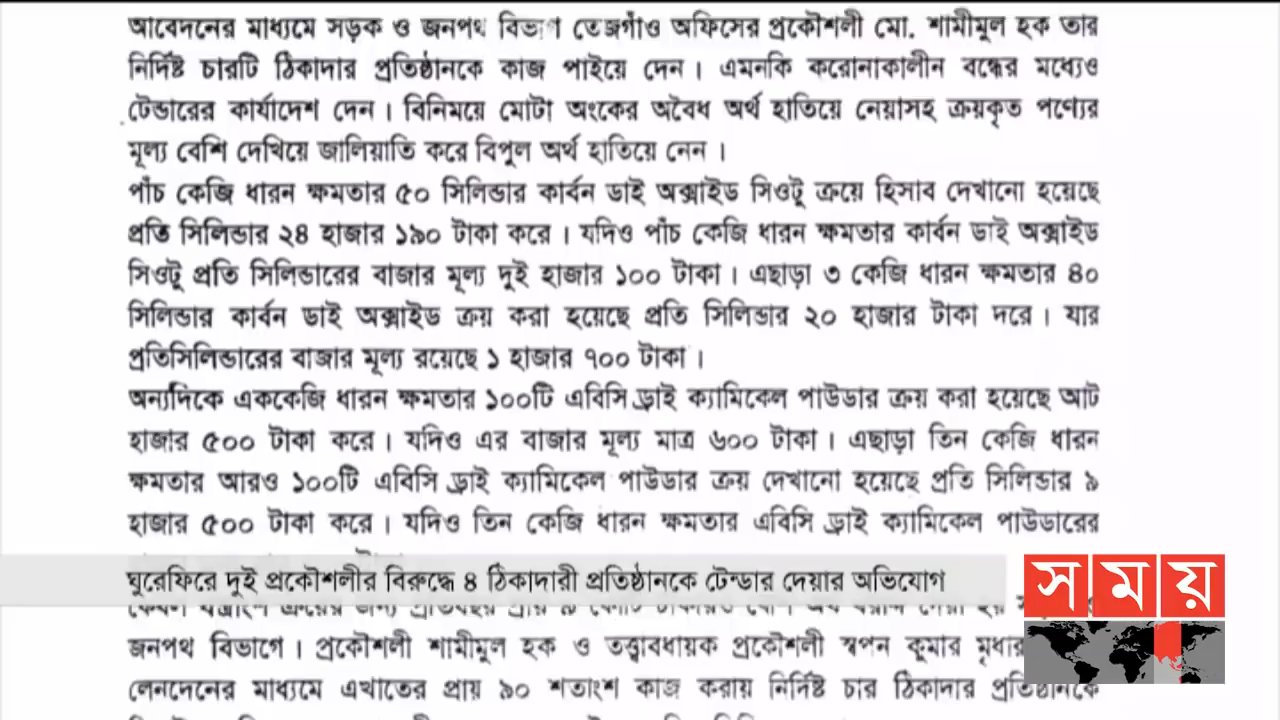 আবেদনের মাধ্যমে সড়ক ও জনপথ বিভাগ তেজগাঁও অফিসের প্রকৌশলী মো. শামীমুল হক তার
নির্দিষ্ট চারটি ঠিকাদার প্রতিষ্ঠানকে কাজ পাইয়ে দেন। এমনকি করোনাকালীন বন্ধের মধ্যেও
টেন্ডারের কার্যাদেশ দেন। বিনিময়ে মোটা অংকের অবৈধ অর্থ হাতিয়ে নেয়াসহ ক্রয়কৃত পণ্যের
মূল্য বেশি দেখিয়ে জালিয়াতি করে বিপুল অর্থ হাতিয়ে নেন।
পাঁচ কেজি ধারন ক্ষমতার ৫০ সিলিন্ডার কার্বন ডাই অক্সাইড সিওটু ক্রয়ে হিসাব দেখানো হয়েছে
প্রতি সিলিন্ডার ২৪ হাজার ১৯০ টাকা করে। যদিও পাঁচ কেজি ধারন ক্ষমতার কার্বন ডাই অক্সাইড
সিওটু প্রতি সিলিন্ডারের বাজার মূল্য দুই হাজার ১০০ টাকা। এছাড়া ৩ কেজি ধারন ক্ষমতার ৪০
সিলিন্ডার কার্বন ডাই অক্সাইড ক্রয় করা হয়েছে প্রতি সিলিন্ডার ২০ হাজার টাকা দরে। যার
প্রতিসিলিন্ডারের বাজার মূল্য রয়েছে ১ হাজার ৭০০ টাকা।
অন্যদিকে এককেজি ধারন ক্ষমতার ১০০টি এবিসি ড্রাই ক্যামিকেল পাউডার ক্রয় করা হয়েছে আট
হাজার ৫০০ টাকা করে। যদিও এর বাজার মূল্য মাত্র ৬০০ টাকা। এছাড়া তিন কেজি ধারন
ক্ষমতার আরও ১০০টি এবিসি ড্রাই ক্যামিকেল পাউডার ক্রয় দেখানো হয়েছে প্রতি সিলিন্ডার ৯
হাজার ৫০০ টাকা করে। যদিও তিন কেজি ধারন ক্ষমতার এবিসি ড্রাই ক্যামিকেল পাউডারের
ঘুরেফিরে দুই প্রকৌশলীর বিরুদ্ধে ৪ ঠিকাদারী প্রতিষ্ঠানকে টেন্ডার দেয়ার অভিযোগ
সময়
জনপথ বিভাগে। প্রকৌশলী শামীমুল হক ও তত্ত্বাবধায়ক প্রকৌশলী স্বপন কুমার
লেনদেনের মাধ্যমে এখাতের প্রায় ৯০ শতাংশ কাজ করায় নির্দিষ্ট চার ঠিকাদার প্রতিষ্ঠানকে